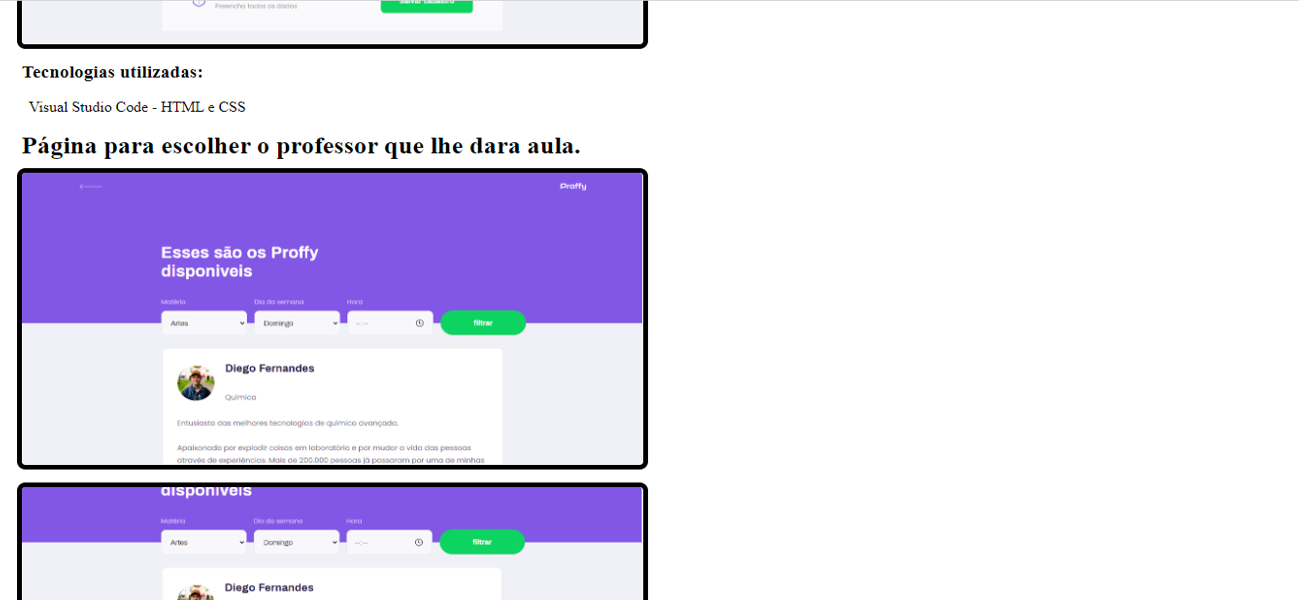 Preencha todos os dados
Salvar cadastro
Tecnologias utilizadas:
Visual Studio Code - HTML e CSS
Página para escolher o professor que lhe dara aula.
Proffy
Esses são os Proffy
disponiveis
Matéria Dia da semana Hora
Artes Domingo --:-- filtrar
Diego Fernandes
Química
Entusiasta das melhores tecnologias de química avançada.
Apaixonado por explodir coisas em laboratório e por mudar a vida das pessoas
através de experiências. Mais de 200.000 pessoas já passaram por uma de minhas
disponiveis
Matéria Dia da semana Hora
Artes Domingo --:-- filtrar
Diego Fernandes